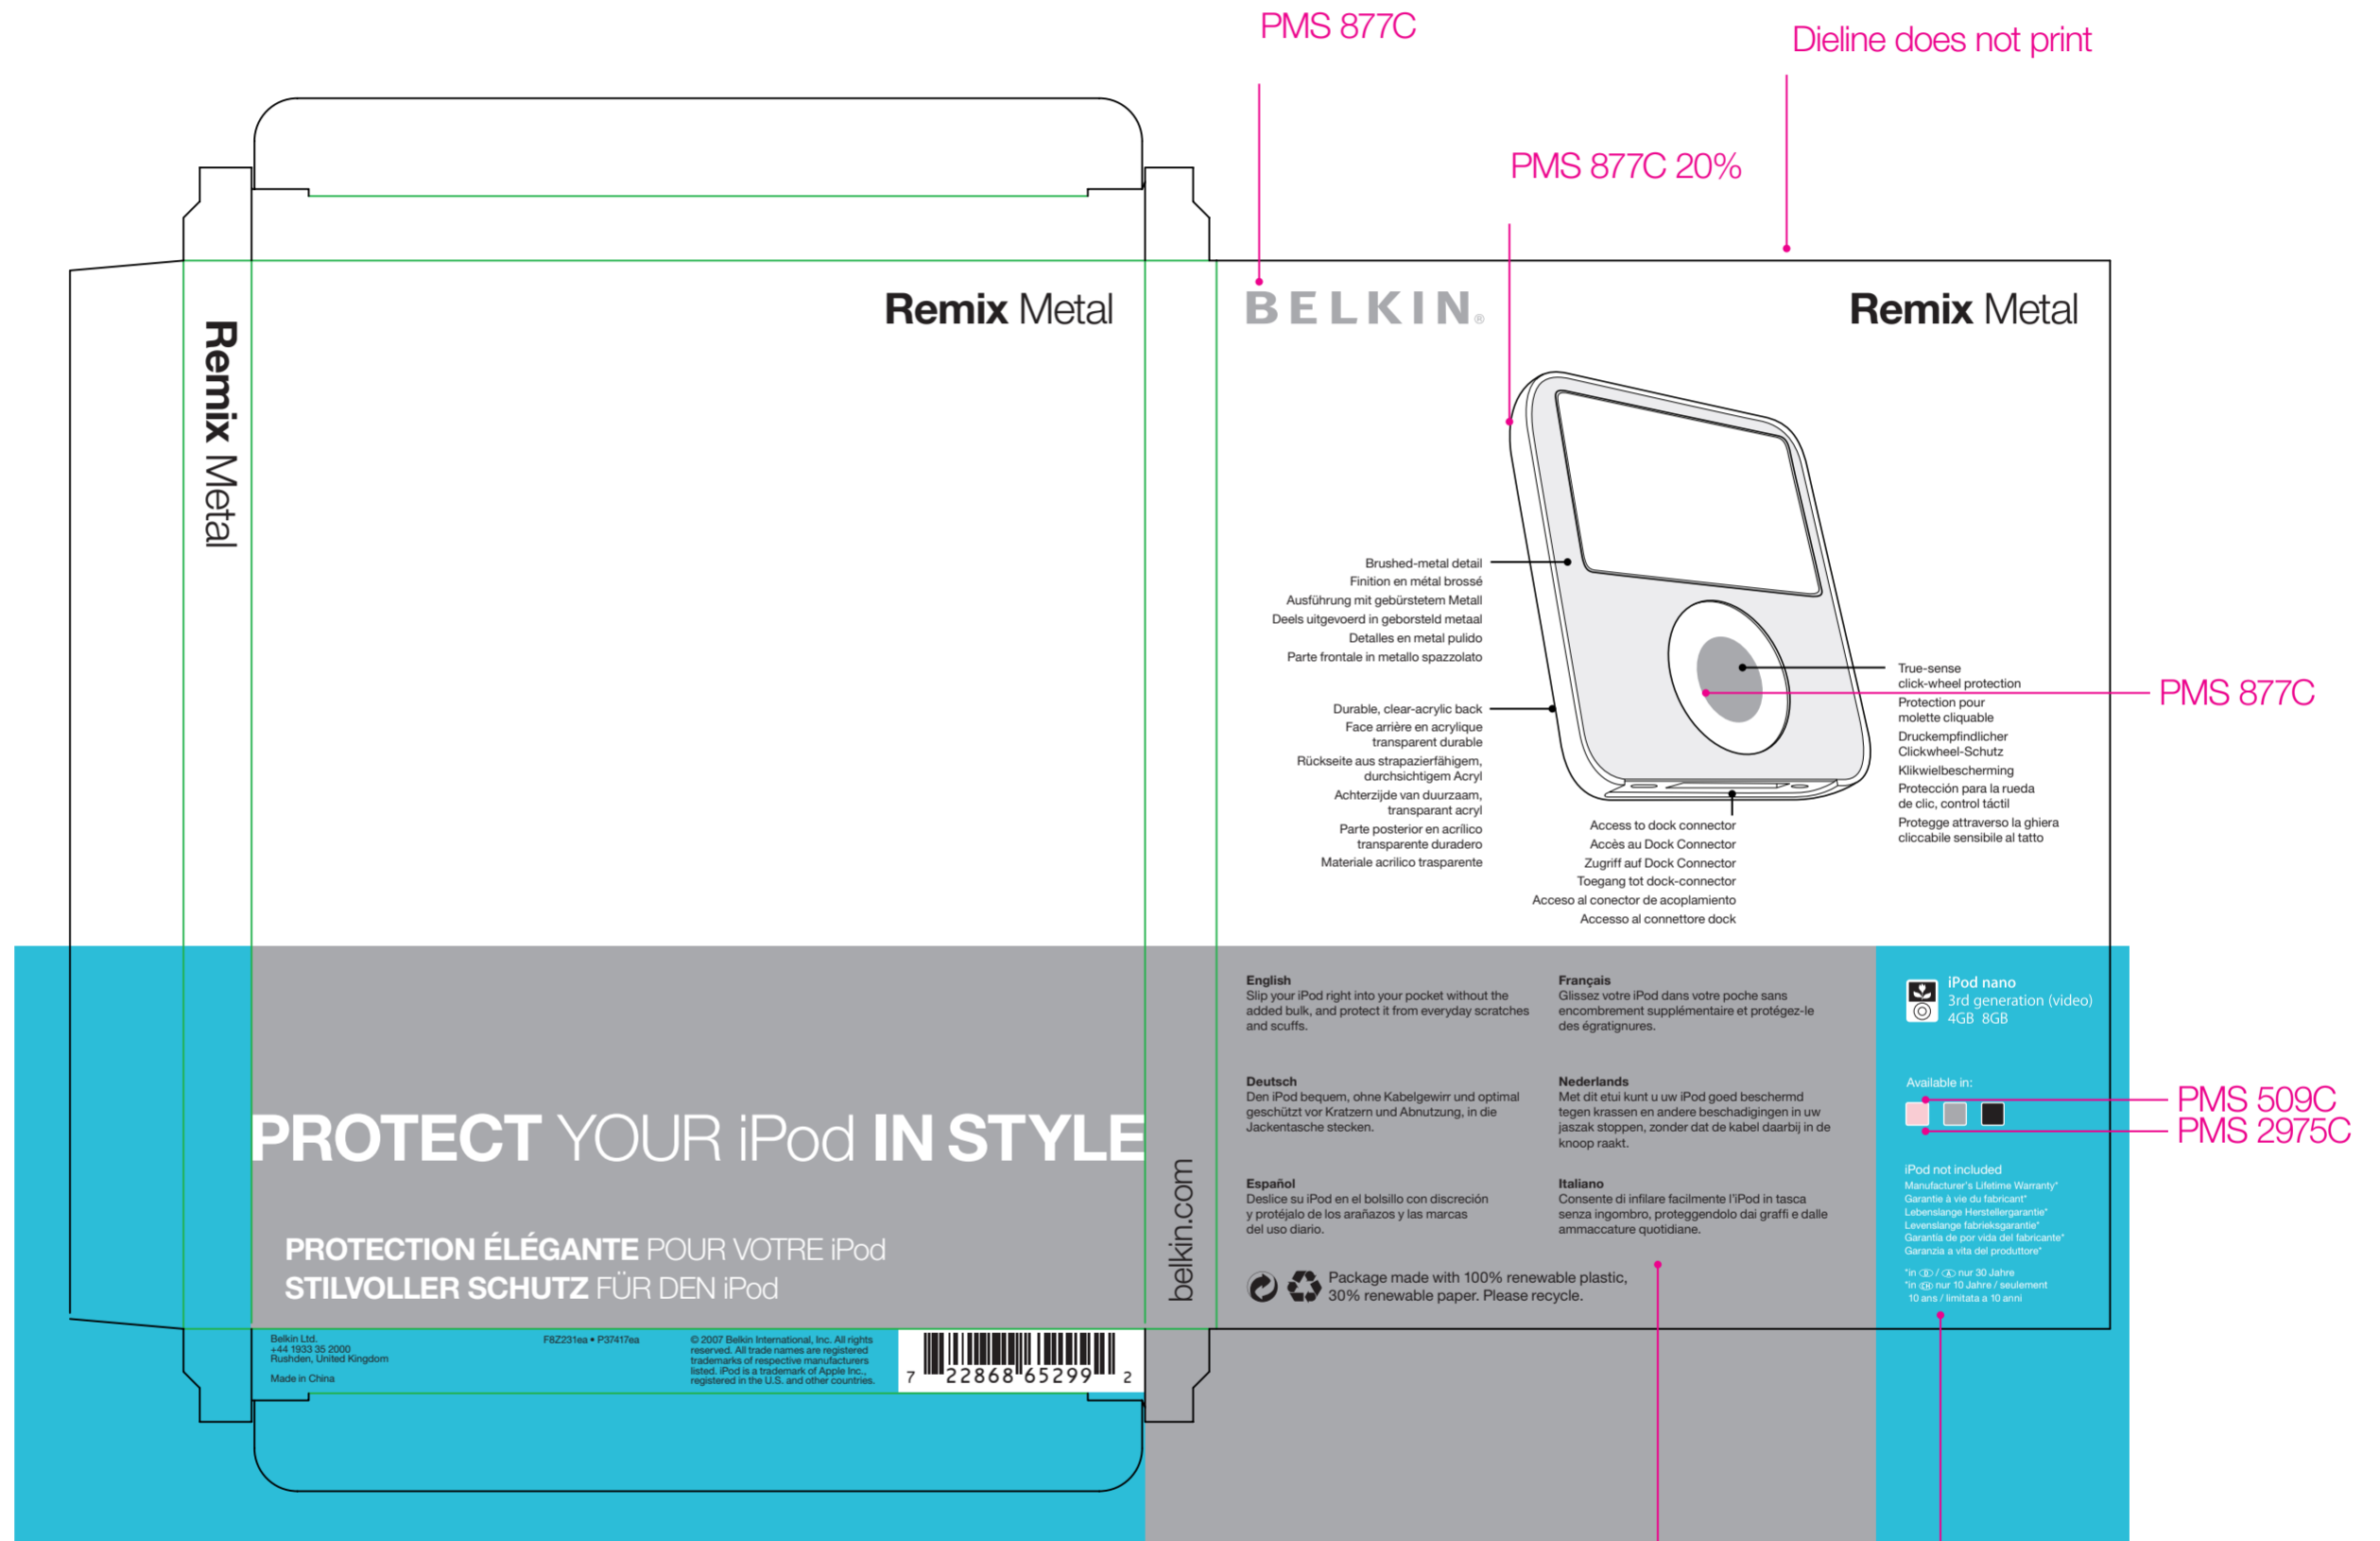 PMS 877C
Dieline does not print
PMS 877C 20%
Remix Metal
Remix Metal
BELKIN®
Remix Metal
Brushed-metal detail
Finition en métal brossé
Ausführung mit gebürstetem Metall
Deels uitgevoerd in geborsteld metaal
Detalles en metal pulido
Parte frontale in metallo spazzolato
Durable, clear-acrylic back
Face arrière en acrylique
transparent durable
Rückseite aus strapazierfähigem,
durchsichtigem Acryl
Achterzijde van duurzaam,
transparant acryl
Parte posterior en acrílico
transparente duradero
Materiale acrilico trasparente
True-sense
click-wheel protection
Protection pour
molette cliquable
Druckempfindlicher
Clickwheel-Schutz
Klikwielbescherming
Protección para la rueda
de clic, control táctil
Protegge attraverso la ghiera
cliccabile sensibile al tatto
PMS 877C
Access to dock connector
Accès au Dock Connector
Zugriff auf Dock Connector
Toegang tot dock-connector
Acceso al conector de acoplamiento
Accesso al connettore dock
PROTECT YOUR iPod IN STYLE
PROTECTION ÉLÉGANTE POUR VOTRE iPod
STILVOLLER SCHUTZ FÜR DEN iPod
belkin.com
English
Slip your iPod right into your pocket without the
added bulk, and protect it from everyday scratches
and scuffs.
Français
Glissez votre iPod dans votre poche sans
encombrement supplémentaire et protégez-le
des égratignures.
Deutsch
Den iPod bequem, ohne Kabelgewirr und optimal
geschützt vor Kratzern und Abnutzung, in die
Jackentasche stecken.
Nederlands
Met dit etui kunt u uw iPod goed beschermd
tegen krassen en andere beschadigingen in uw
jaszak stoppen, zonder dat de kabel daarbij in de
knoop raakt.
Español
Deslice su iPod en el bolsillo con discreción
y protéjalo de los arañazos y las marcas
del uso diario.
Italiano
Consente di infilare facilmente l'iPod in tasca
senza ingombro, proteggendolo dai graffi e dalle
ammaccature quotidiane.
Package made with 100% renewable plastic,
30% renewable paper. Please recycle.
iPod nano
3rd generation (video)
4GB 8GB
Available in:
PMS 509C
PMS 2975C
iPod not included
Manufacturer's Lifetime Warranty*
Garantie à vie du fabricant*
Lebenslange Herstellergarantie*
Levenslange fabrieksgarantie*
Garantía de por vida del fabricante*
Garanzia a vita del produttore*
*in D / A nur 30 Jahre
*in CH nur 10 Jahre / seulement
10 ans / limitata a 10 anni
Belkin Ltd.
+44 1933 35 2000
Rushden, United Kingdom
Made in China
F8Z231ea • P37417ea
© 2007 Belkin International, Inc. All rights
reserved. All trade names are registered
trademarks of respective manufacturers
listed. iPod is a trademark of Apple Inc.,
registered in the U.S. and other countries.
7 22868 65299 2